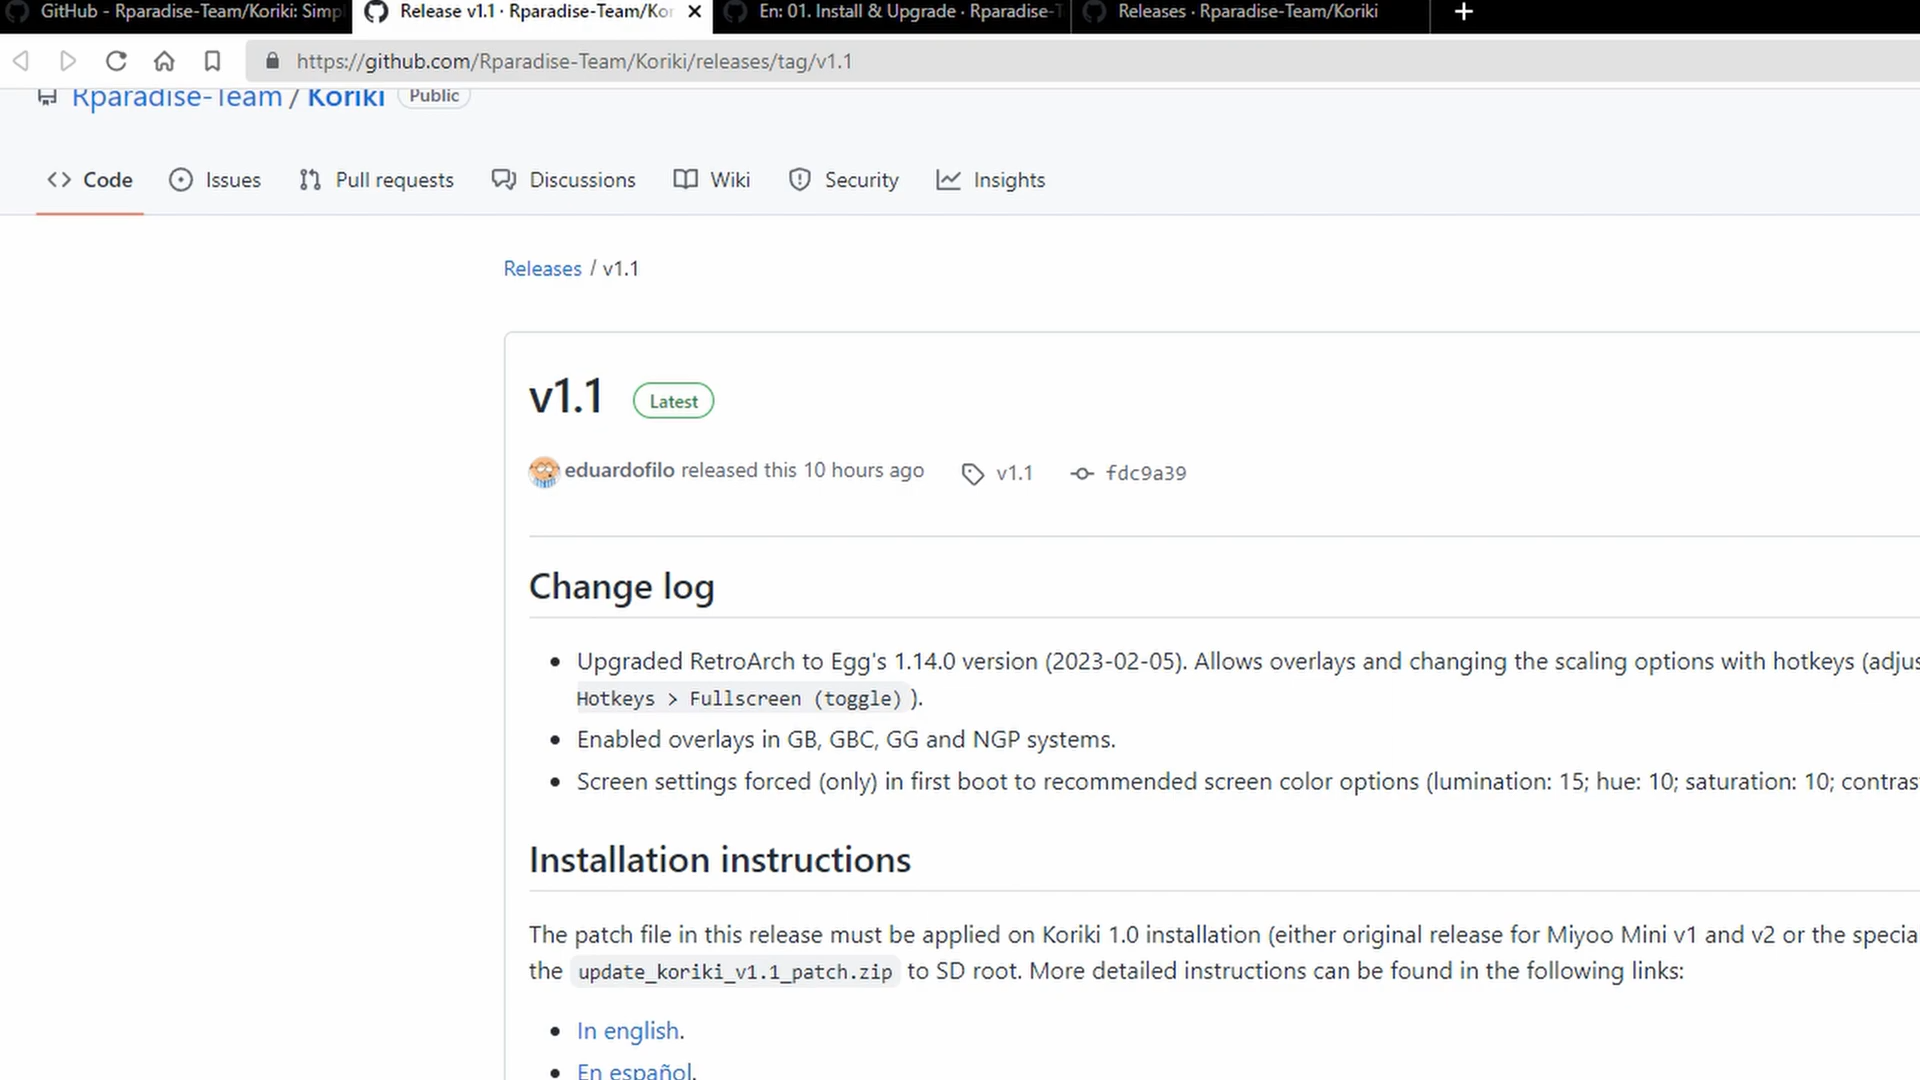 GitHub - Rparadise-Team/Koriki: Simpl
Release v1.1 · Rparadise-Team/Kor
En: 01. Install & Upgrade · Rparadise-T
Releases · Rparadise-Team/Koriki
https://github.com/Rparadise-Team/Koriki/releases/tag/v1.1
Rparadise-Team / Koriki Public
Code Issues Pull requests Discussions Wiki Security Insights
Releases / v1.1
v1.1 Latest
eduardofilo released this 10 hours ago v1.1 fdc9a39
Change log
• Upgraded RetroArch to Egg's 1.14.0 version (2023-02-05). Allows overlays and changing the scaling options with hotkeys (adjus
Hotkeys > Fullscreen (toggle) ).
• Enabled overlays in GB, GBC, GG and NGP systems.
• Screen settings forced (only) in first boot to recommended screen color options (lumination: 15; hue: 10; saturation: 10; contras
Installation instructions
The patch file in this release must be applied on Koriki 1.0 installation (either original release for Miyoo Mini v1 and v2 or the specia
the update_koriki_v1.1_patch.zip to SD root. More detailed instructions can be found in the following links:
• In english.
• En español.